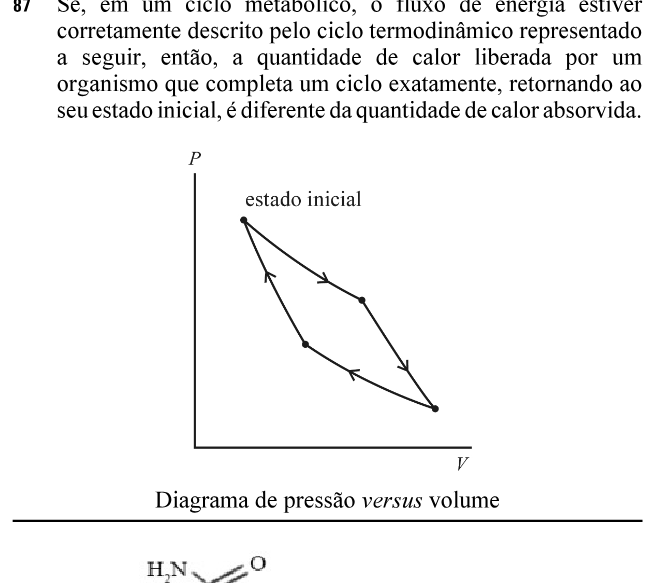 87 Se, em um ciclo metabólico, o fluxo de energia estiver
corretamente descrito pelo ciclo termodinâmico representado
a seguir, então, a quantidade de calor liberada por um
organismo que completa um ciclo exatamente, retornando ao
seu estado inicial, é diferente da quantidade de calor absorvida.
P
estado inicial
V
Diagrama de pressão versus volume
H₂N O